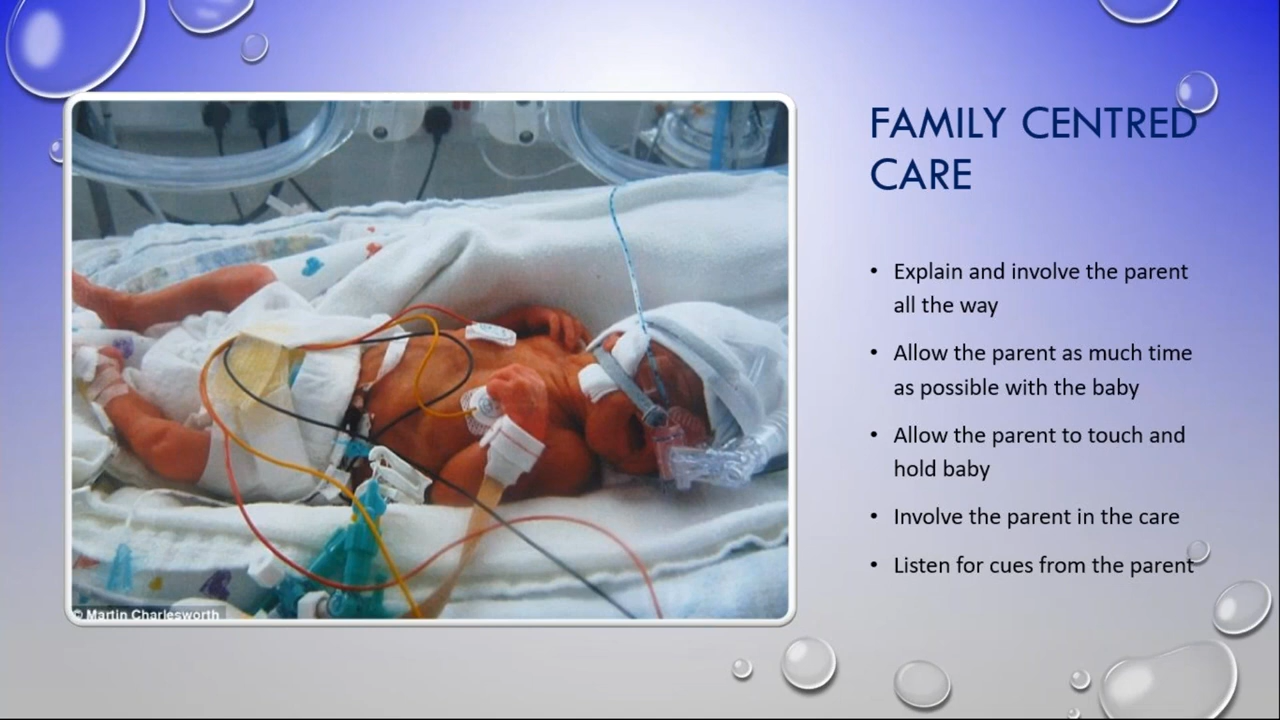 FAMILY CENTRED
CARE
• Explain and involve the parent
all the way
• Allow the parent as much time
as possible with the baby
• Allow the parent to touch and
hold baby
• Involve the parent in the care
• Listen for cues from the parent
© Martin Charlesworth